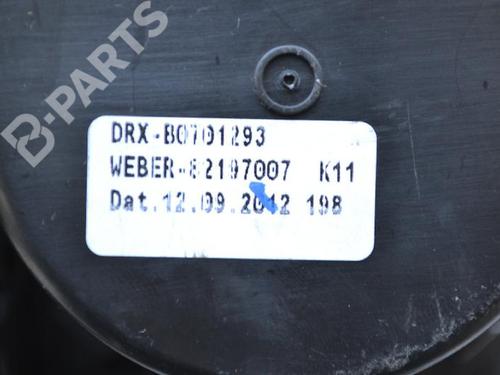 B-PARTS
DRX-B0701293
WEBER-82197007 K11
Dat.12.09.2012 198